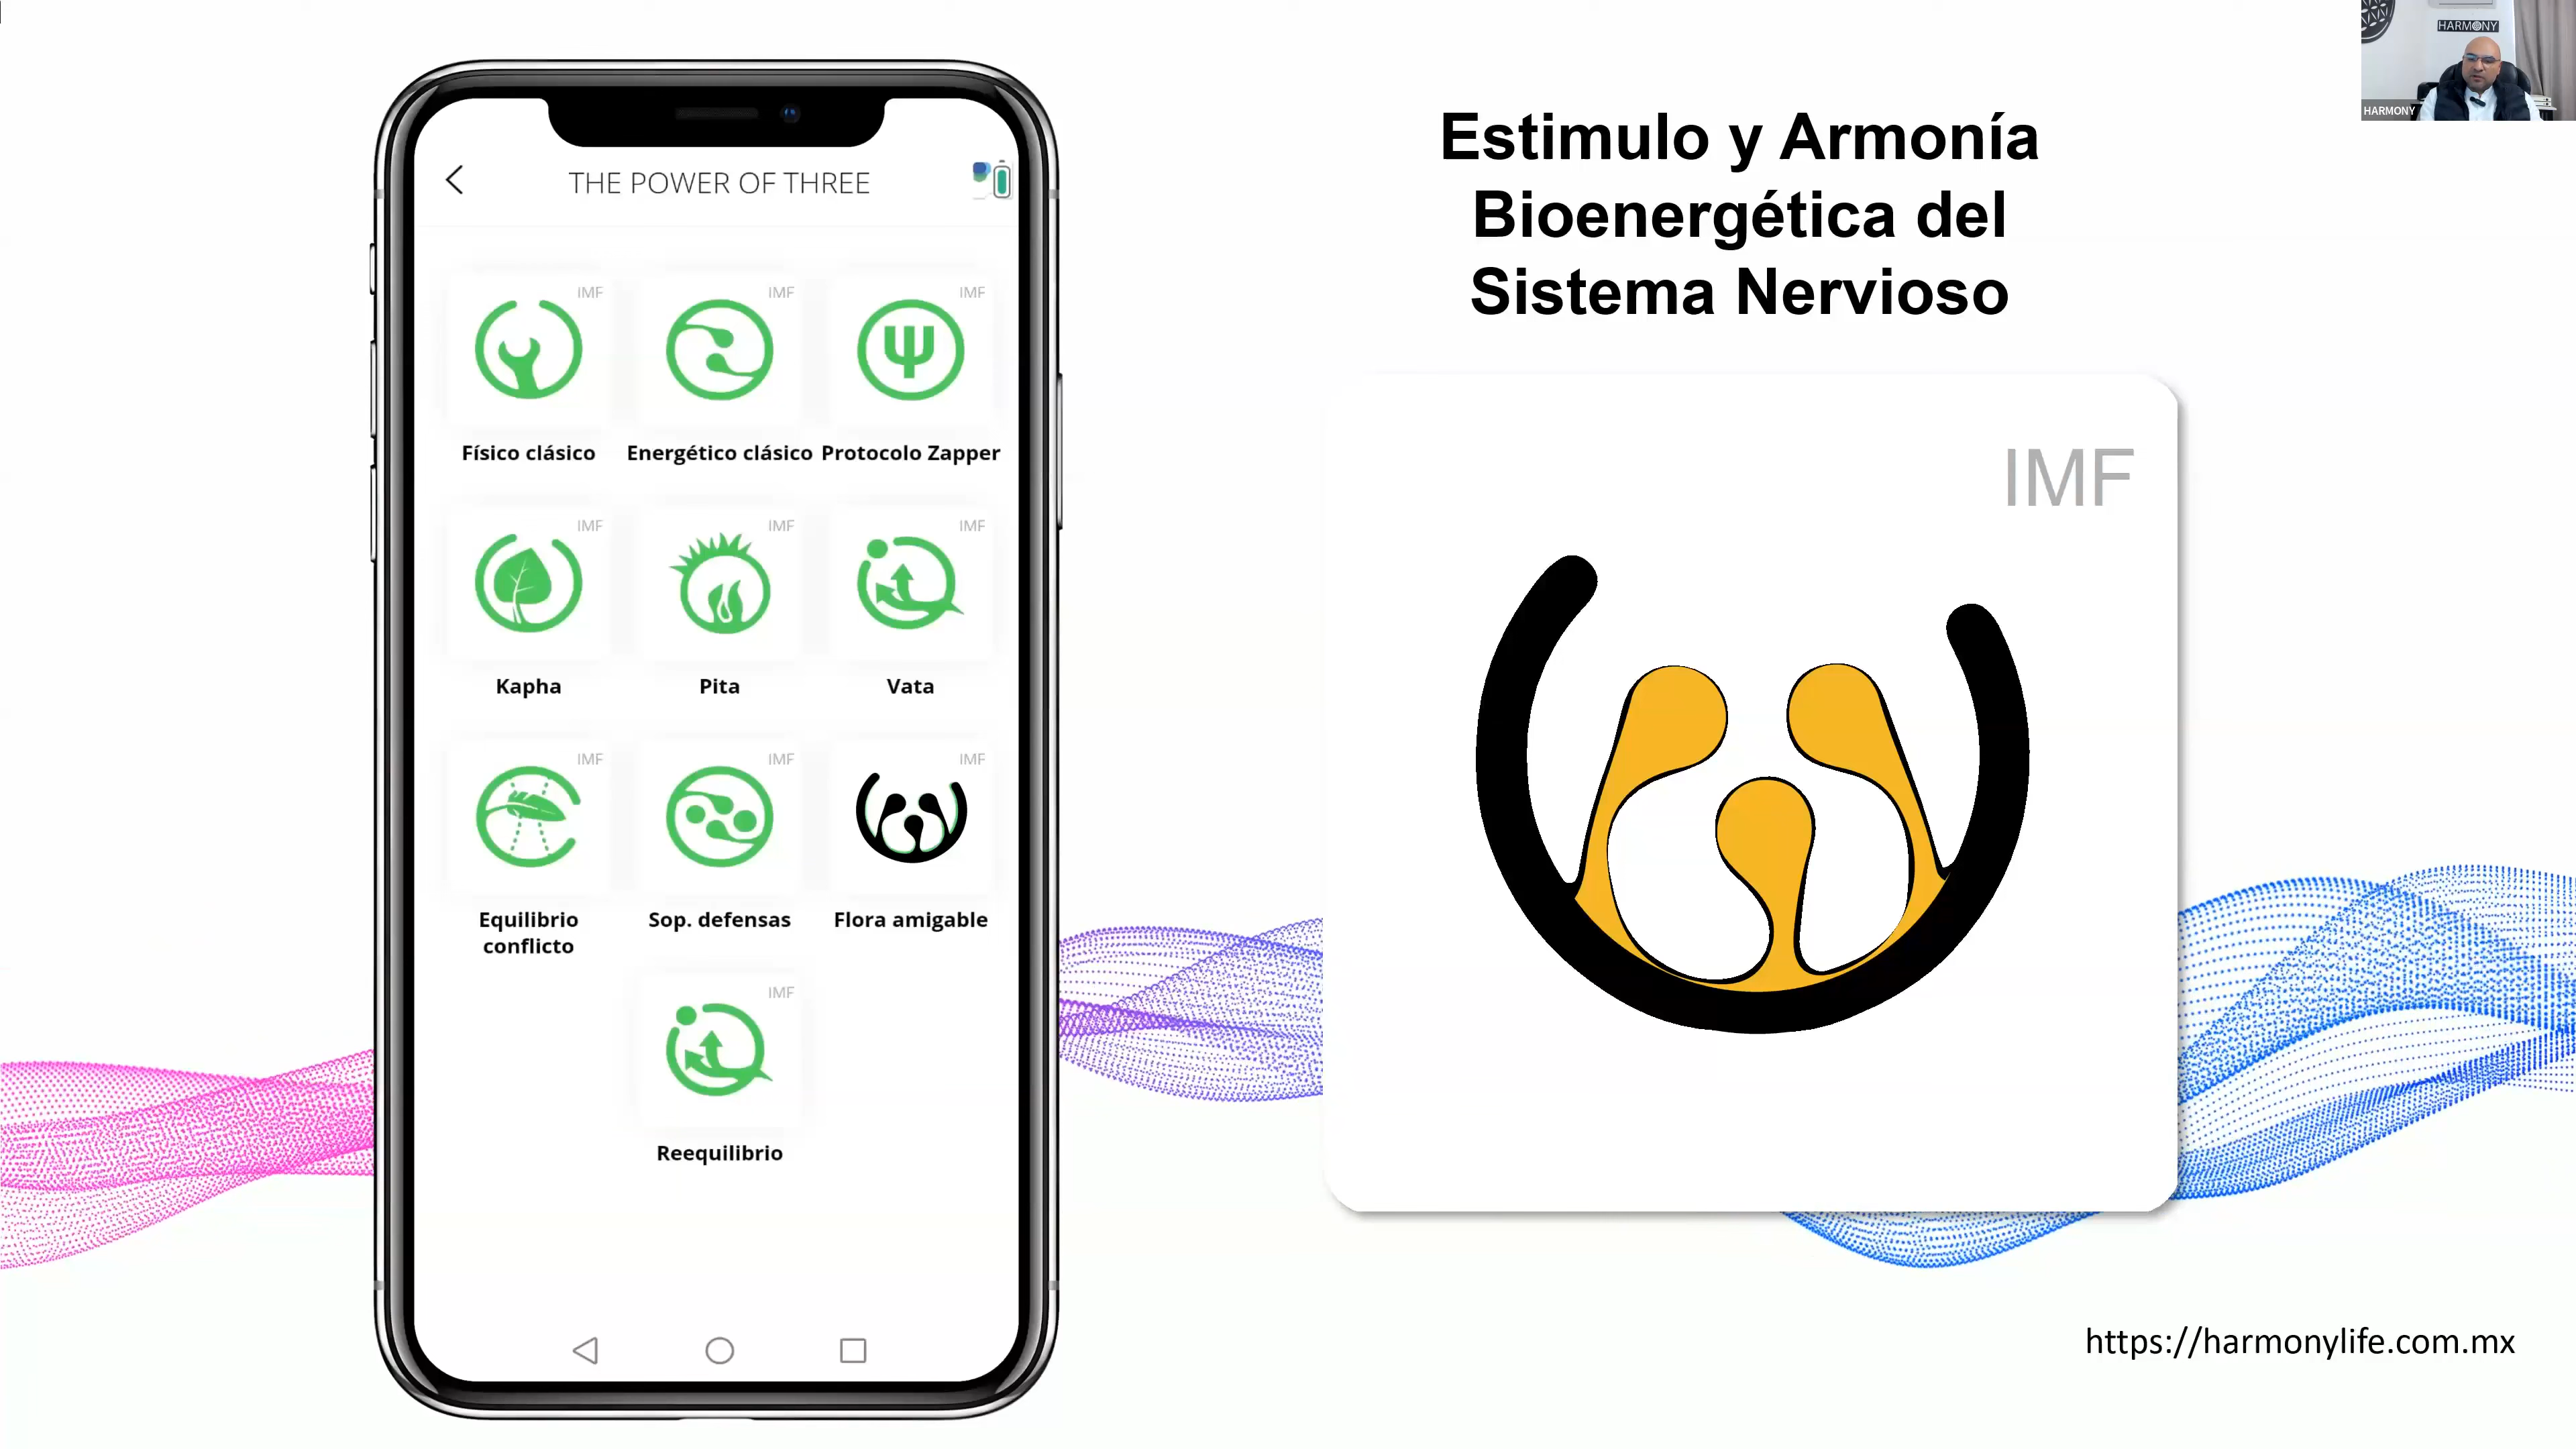 THE POWER OF THREE
IMF IMF IMF
Físico clásico Energético clásico Protocolo Zapper
IMF IMF IMF
Kapha Pita Vata
IMF IMF IMF
Equilibrio
conflicto
Sop. defensas
Flora amigable
IMF
Reequilibrio
Estimulo y Armonía
Bioenergética del
Sistema Nervioso
IMF
https://harmonylife.com.mx
HARMONY
HARMONY